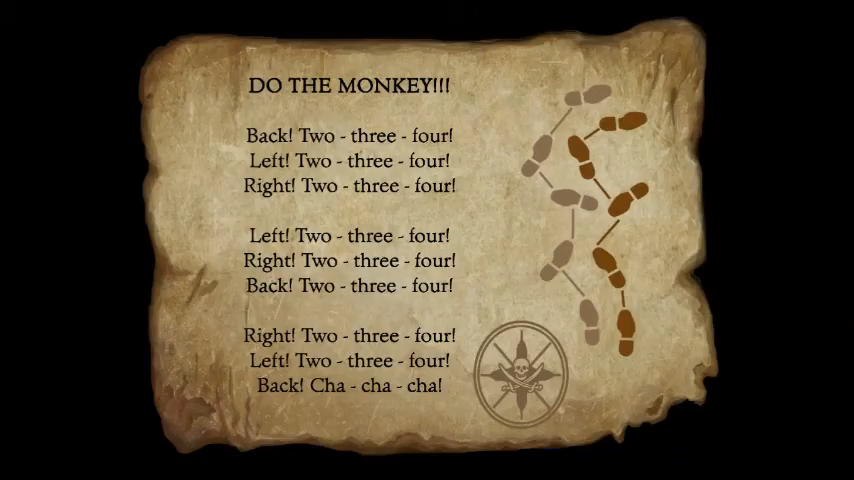 DO THE MONKEY!!!
Back! Two - three - four!
Left! Two - three - four!
Right! Two - three - four!
Left! Two - three - four!
Right! Two - three - four!
Back! Two - three - four!
Right! Two - three - four!
Left! Two - three - four!
Back! Cha - cha - cha!